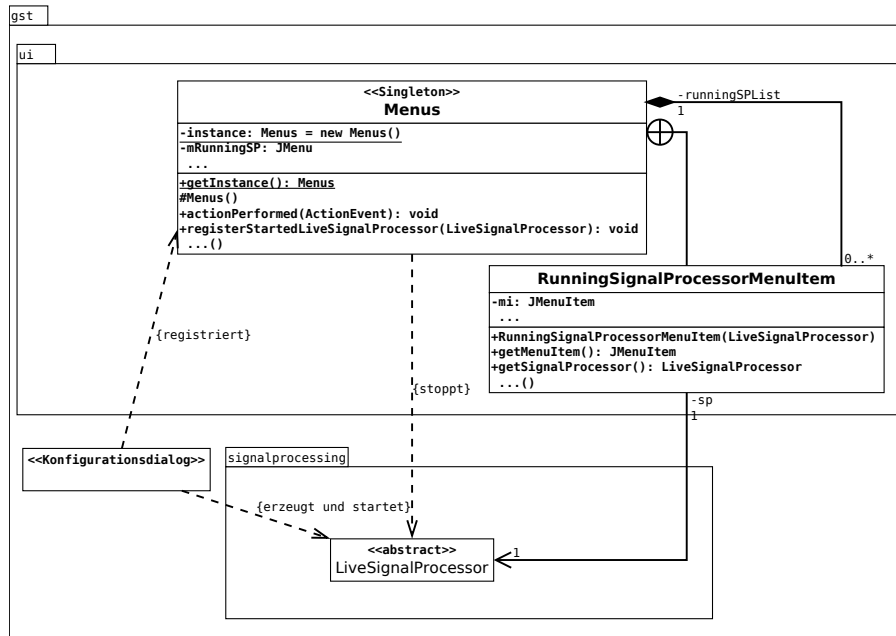 gst
ui
<<Singleton>>
Menus
-instance: Menus = new Menus()
-mRunningSP: JMenu
...
+getInstance(): Menus
#Menus()
+actionPerformed(ActionEvent): void
+registerStartedLiveSignalProcessor(LiveSignalProcessor): void
...()
-runningSPList
1
0..*
RunningSignalProcessorMenuItem
-mi: JMenuItem
...
+RunningSignalProcessorMenuItem(LiveSignalProcessor)
+getMenuItem(): JMenuItem
+getSignalProcessor(): LiveSignalProcessor
...()
{registriert}
{stoppt}
-sp
1
<<Konfigurationsdialog>>
signalprocessing
{erzeugt und startet}
<<abstract>>
LiveSignalProcessor
1